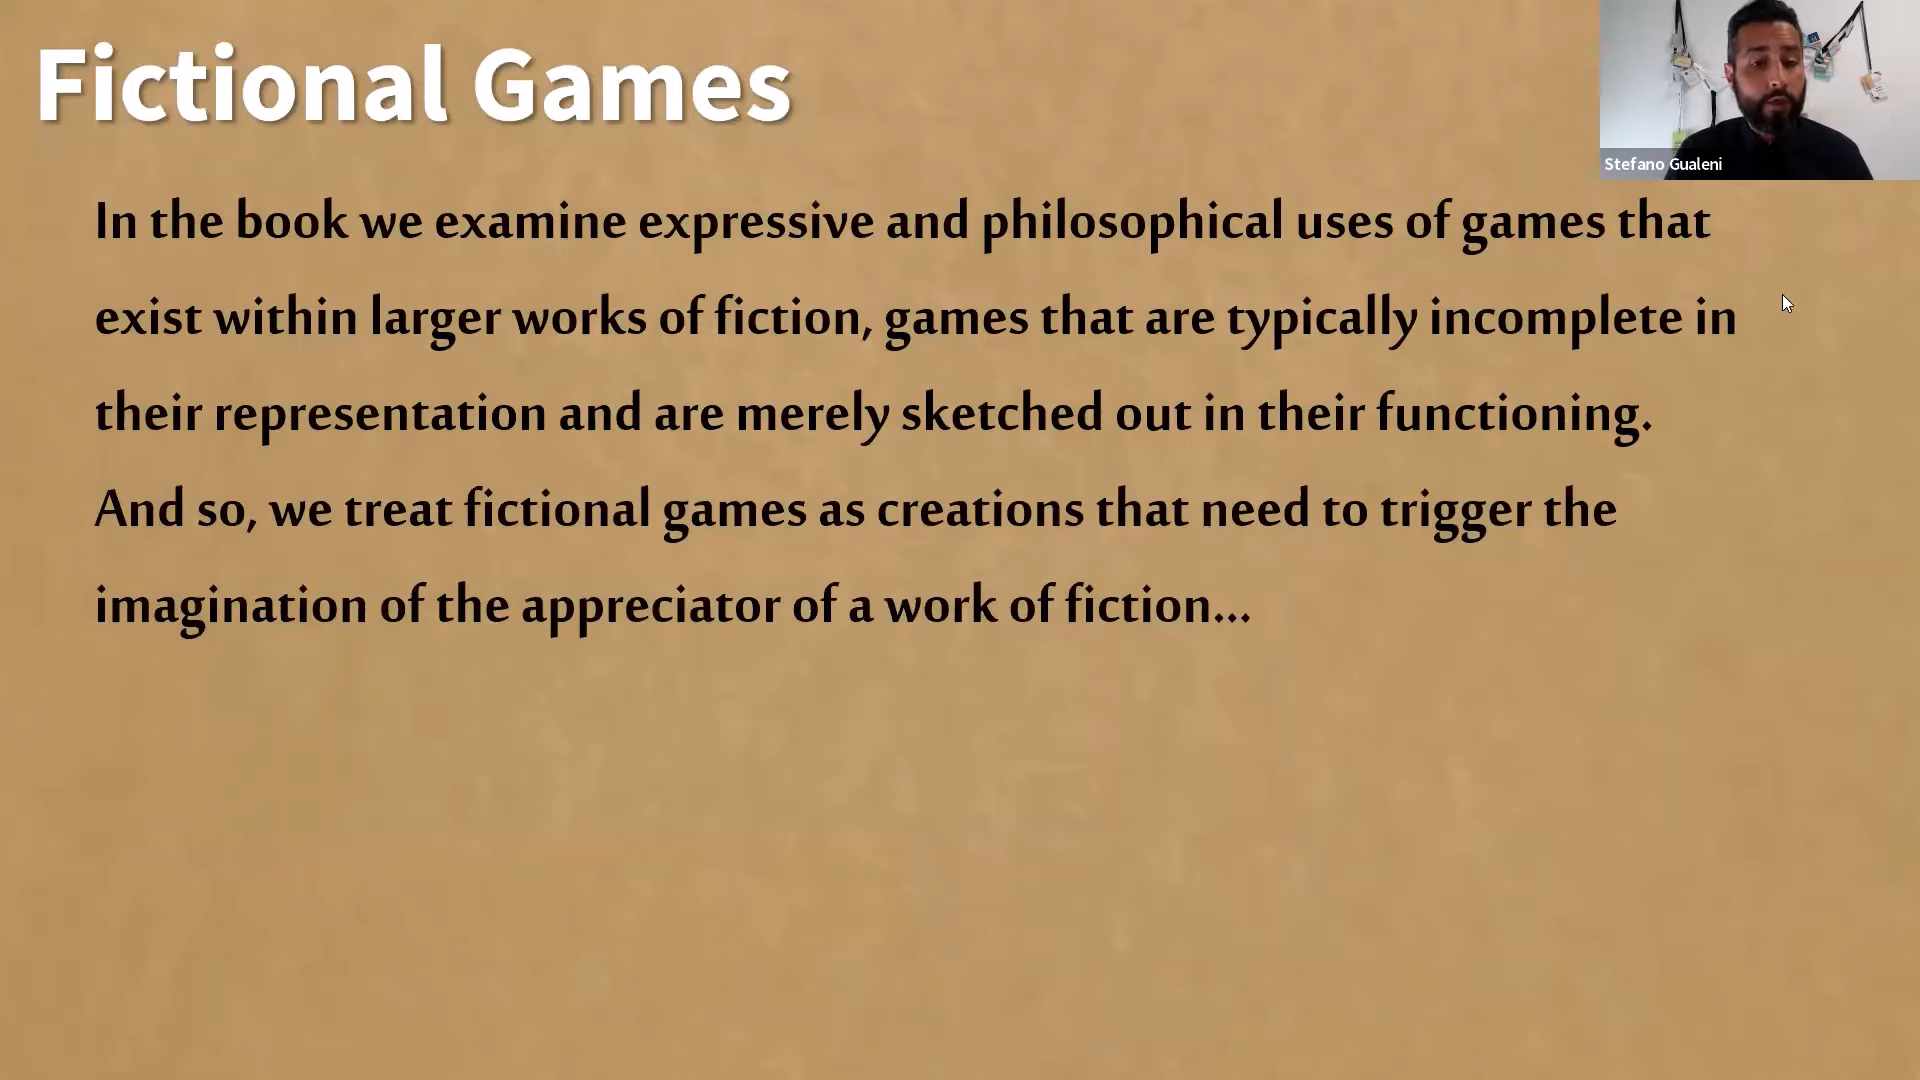 Fictional Games
Stefano Gualeni
In the book we examine expressive and philosophical uses of games that
exist within larger works of fiction, games that are typically incomplete in
their representation and are merely sketched out in their functioning.
And so, we treat fictional games as creations that need to trigger the
imagination of the appreciator of a work of fiction...